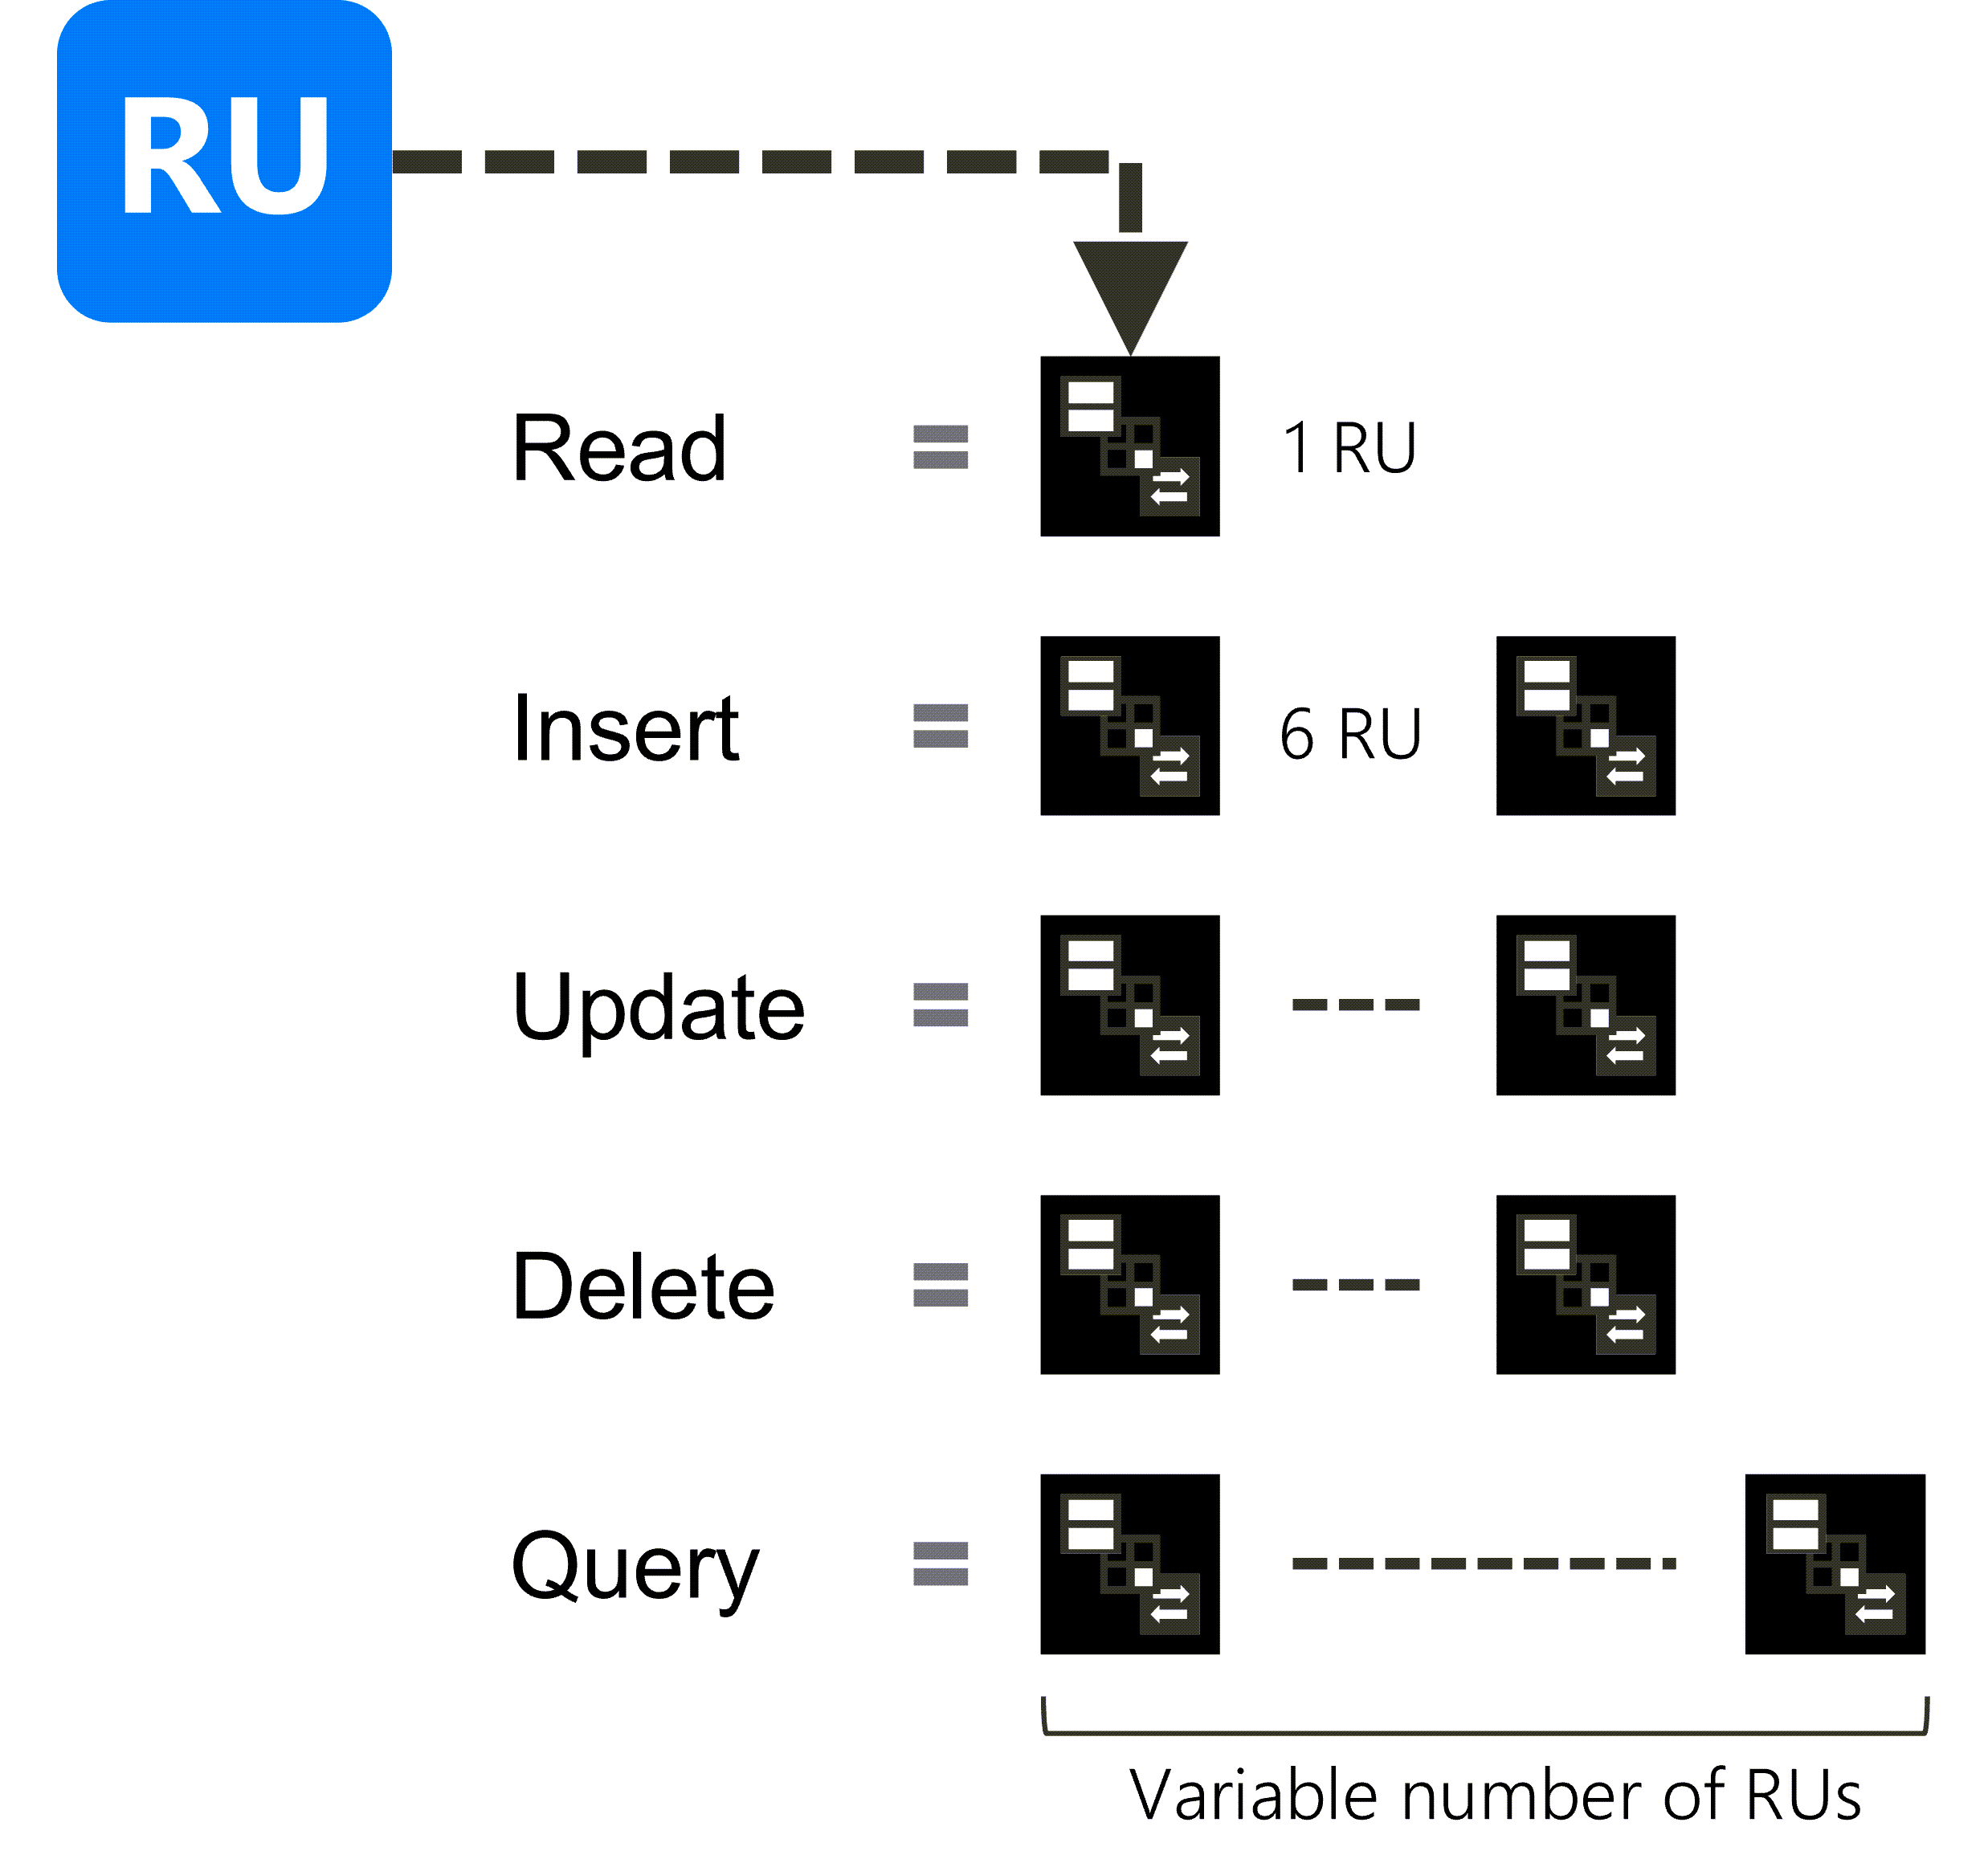 RU
Read = 1 RU
Insert = 6 RU
Update =
Delete =
Query =
Variable number of RUs